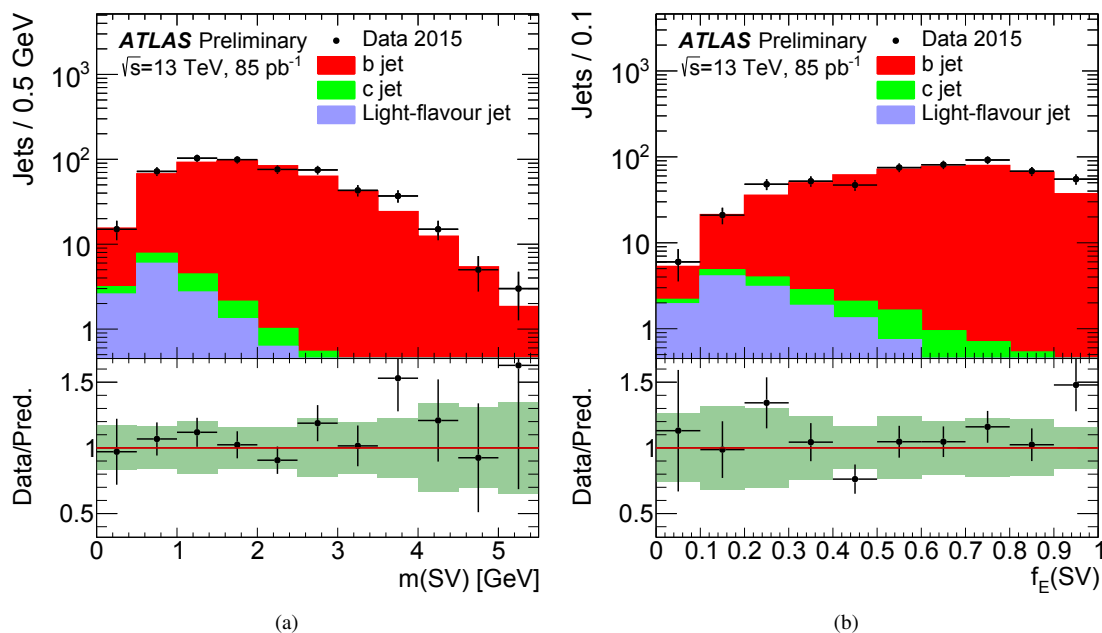 Jets / 0.5 GeV
10³
10²
10
1
ATLAS Preliminary
√s=13 TeV, 85 pb⁻¹
Data 2015
b jet
c jet
Light-flavour jet
Data/Pred.
1.5
1
0.5
0 1 2 3 4 5
m(SV) [GeV]
(a)
Jets / 0.1
10³
10²
10
1
ATLAS Preliminary
√s=13 TeV, 85 pb⁻¹
Data 2015
b jet
c jet
Light-flavour jet
Data/Pred.
1.5
1
0.5
0 0.1 0.2 0.3 0.4 0.5 0.6 0.7 0.8 0.9 1
f_E(SV)
(b)